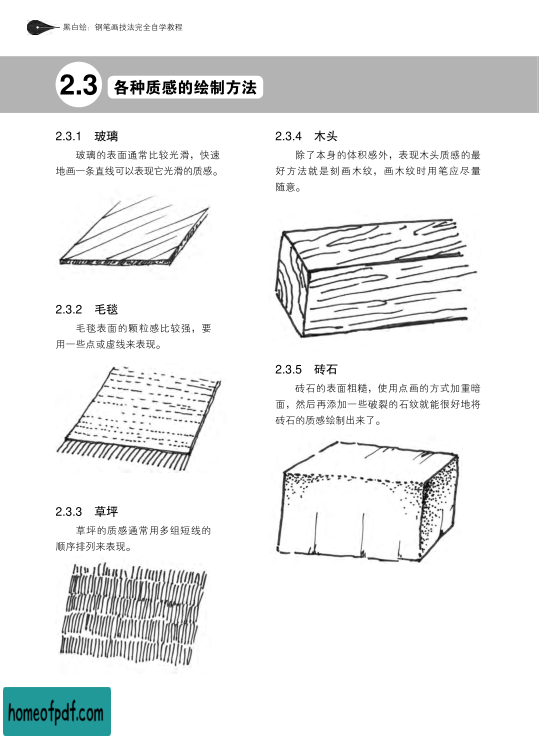 黑白绘：钢笔画技法完全自学教程
2.3 各种质感的绘制方法
2.3.1 玻璃
玻璃的表面通常比较光滑，快速
地画一条直线可以表现它光滑的质感。
2.3.2 毛毯
毛毯表面的颗粒感比较强，要
用一些点或虚线来表现。
2.3.3 草坪
草坪的质感通常用多组短线的
顺序排列来表现。
2.3.4 木头
除了本身的体积感外，表现木头质感的最
好方法就是刻画木纹，画木纹时用笔应尽量
随意。
2.3.5 砖石
砖石的表面粗糙，使用点画的方式加重暗
面，然后再添加一些破裂的石纹就能很好地将
砖石的质感绘制出来了。
homeofpdf.com